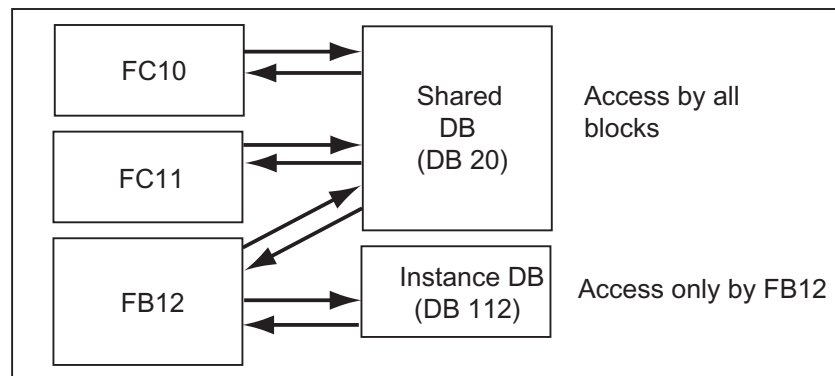 FC10
FC11
FB12
Shared
DB
(DB 20)
Instance DB
(DB 112)
Access by all
blocks
Access only by FB12